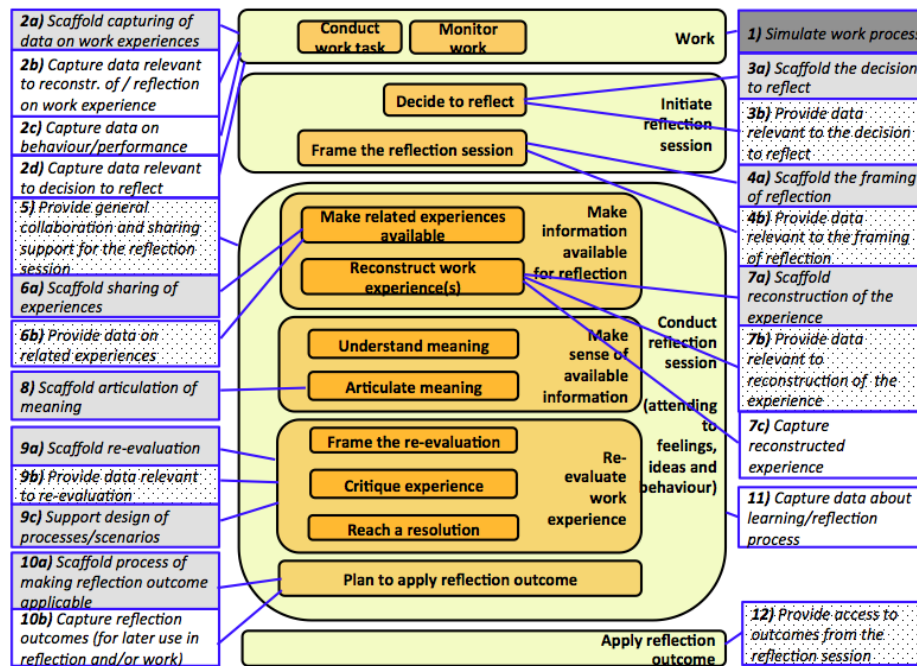 2a) Scaffold capturing of
data on work experiences
2b) Capture data relevant
to reconstr. of / reflection
on work experience
2c) Capture data on
behaviour/performance
2d) Capture data relevant
to decision to reflect
5) Provide general
collaboration and sharing
support for the reflection
session
6a) Scaffold sharing of
experiences
6b) Provide data on
related experiences
8) Scaffold articulation of
meaning
9a) Scaffold re-evaluation
9b) Provide data relevant
to re-evaluation
9c) Support design of
processes/scenarios
10a) Scaffold process of
making reflection outcome
applicable
10b) Capture reflection
outcomes (for later use in
reflection and/or work)
Conduct
work task
Monitor
work
Work
Decide to reflect
Frame the reflection session
Initiate
reflection
session
Make related experiences
available
Reconstruct work
experience(s)
Make
information
available
for reflection
Understand meaning
Articulate meaning
Make
sense of
available
information
Frame the re-evaluation
Critique experience
Reach a resolution
Re-
evaluate
work
experience
Plan to apply reflection outcome
Conduct
reflection
session
(attending
to
feelings,
ideas and
behaviour)
Apply reflection
outcome
1) Simulate work process
3a) Scaffold the decision
to reflect
3b) Provide data
relevant to the decision
to reflect
4a) Scaffold the framing
of reflection
4b) Provide data
relevant to the framing
of reflection
7a) Scaffold
reconstruction of the
experience
7b) Provide data
relevant to
reconstruction of the
experience
7c) Capture
reconstructed
experience
11) Capture data about
learning/reflection
process
12) Provide access to
outcomes from the
reflection session